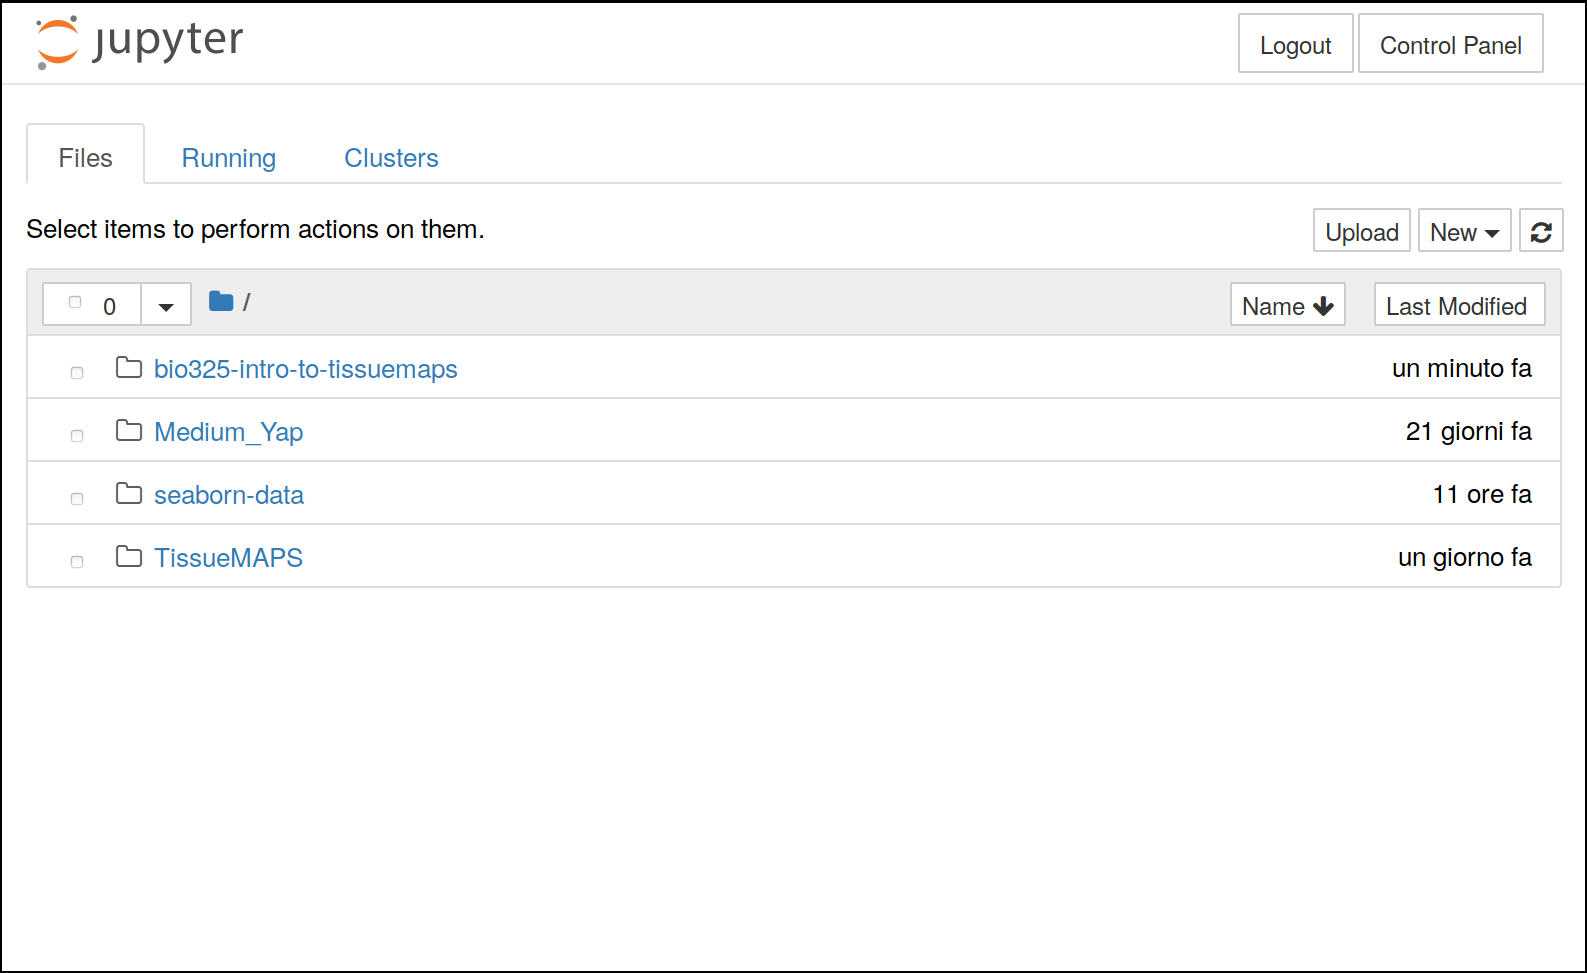 jupyter
Logout Control Panel
Files Running Clusters
Select items to perform actions on them.
Upload New
0 / Name Last Modified
bio325-intro-to-tissuemaps un minuto fa
Medium_Yap 21 giorni fa
seaborn-data 11 ore fa
TissueMAPS un giorno fa